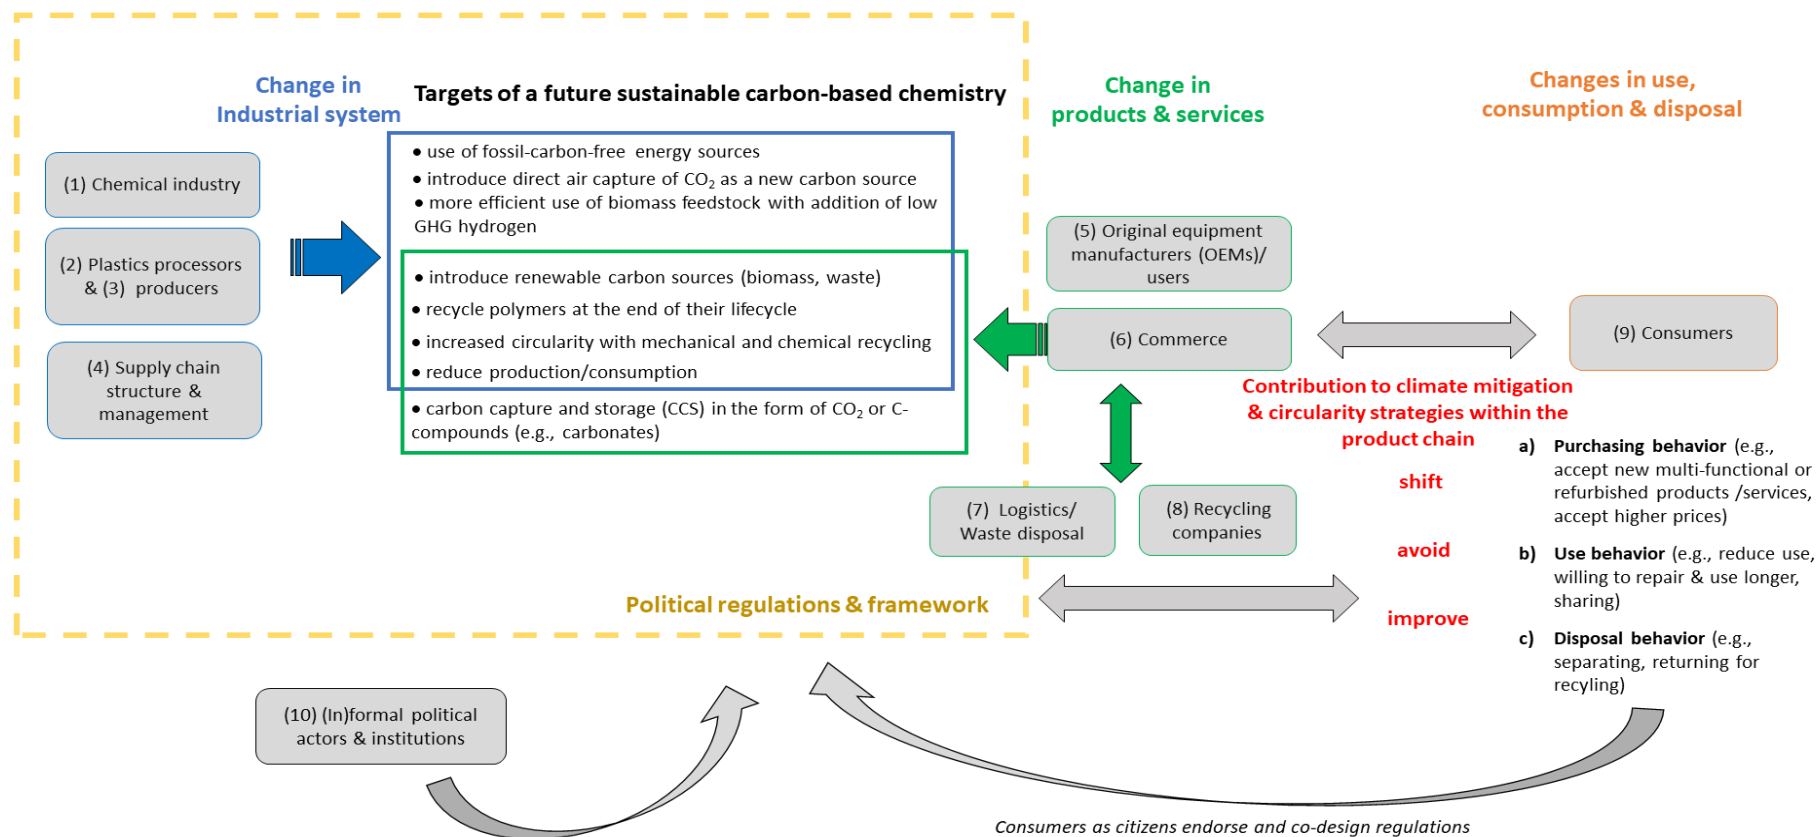 Change in
Industrial system
Targets of a future sustainable carbon-based chemistry
Change in
products & services
Changes in use,
consumption & disposal
(1) Chemical industry
(2) Plastics processors
& (3) producers
(4) Supply chain
structure &
management
● use of fossil-carbon-free energy sources
● introduce direct air capture of CO₂ as a new carbon source
● more efficient use of biomass feedstock with addition of low
GHG hydrogen
● introduce renewable carbon sources (biomass, waste)
● recycle polymers at the end of their lifecycle
● increased circularity with mechanical and chemical recycling
● reduce production/consumption
● carbon capture and storage (CCS) in the form of CO₂ or C-
compounds (e.g., carbonates)
(5) Original equipment
manufacturers (OEMs)/
users
(6) Commerce
(7) Logistics/
Waste disposal
(8) Recycling
companies
(9) Consumers
Contribution to climate mitigation
& circularity strategies within the
product chain
shift
avoid
improve
a) Purchasing behavior (e.g.,
accept new multi-functional or
refurbished products /services,
accept higher prices)
b) Use behavior (e.g., reduce use,
willing to repair & use longer,
sharing)
c) Disposal behavior (e.g.,
separating, returning for
recyling)
Political regulations & framework
(10) (In)formal political
actors & institutions
Consumers as citizens endorse and co-design regulations